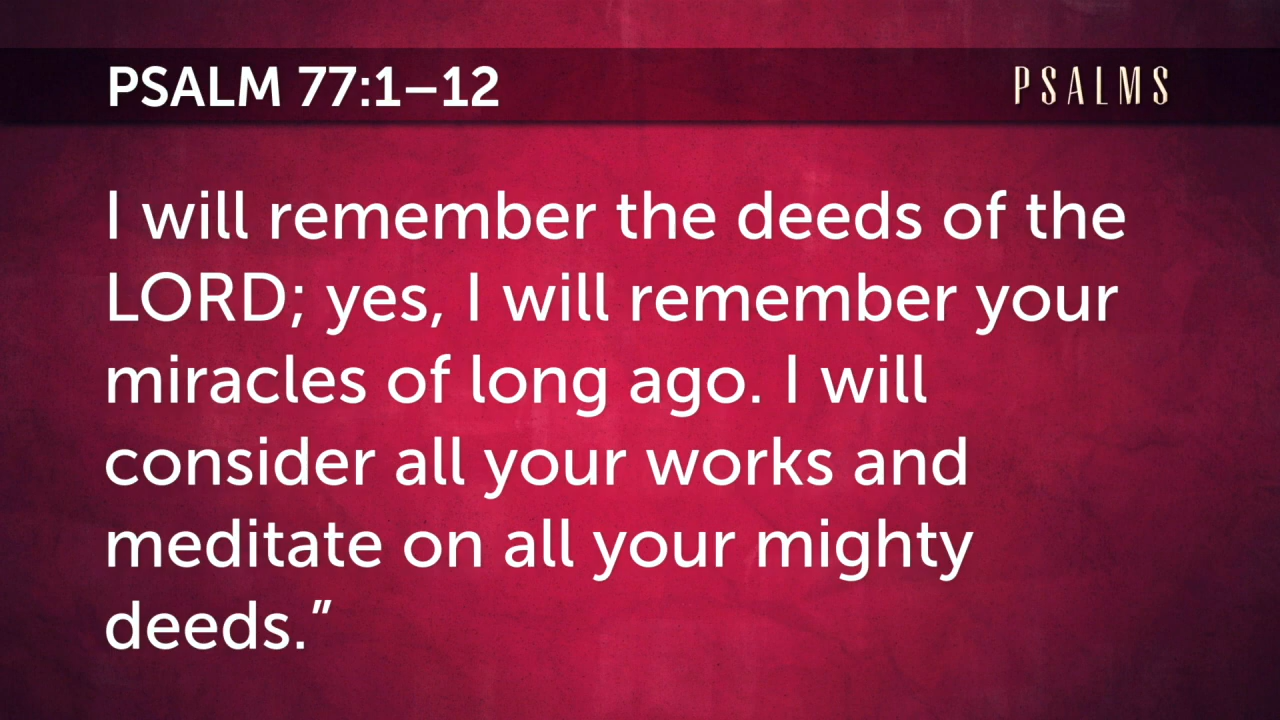 PSALM 77:1–12
PSALMS
I will remember the deeds of the
LORD; yes, I will remember your
miracles of long ago. I will
consider all your works and
meditate on all your mighty
deeds.”